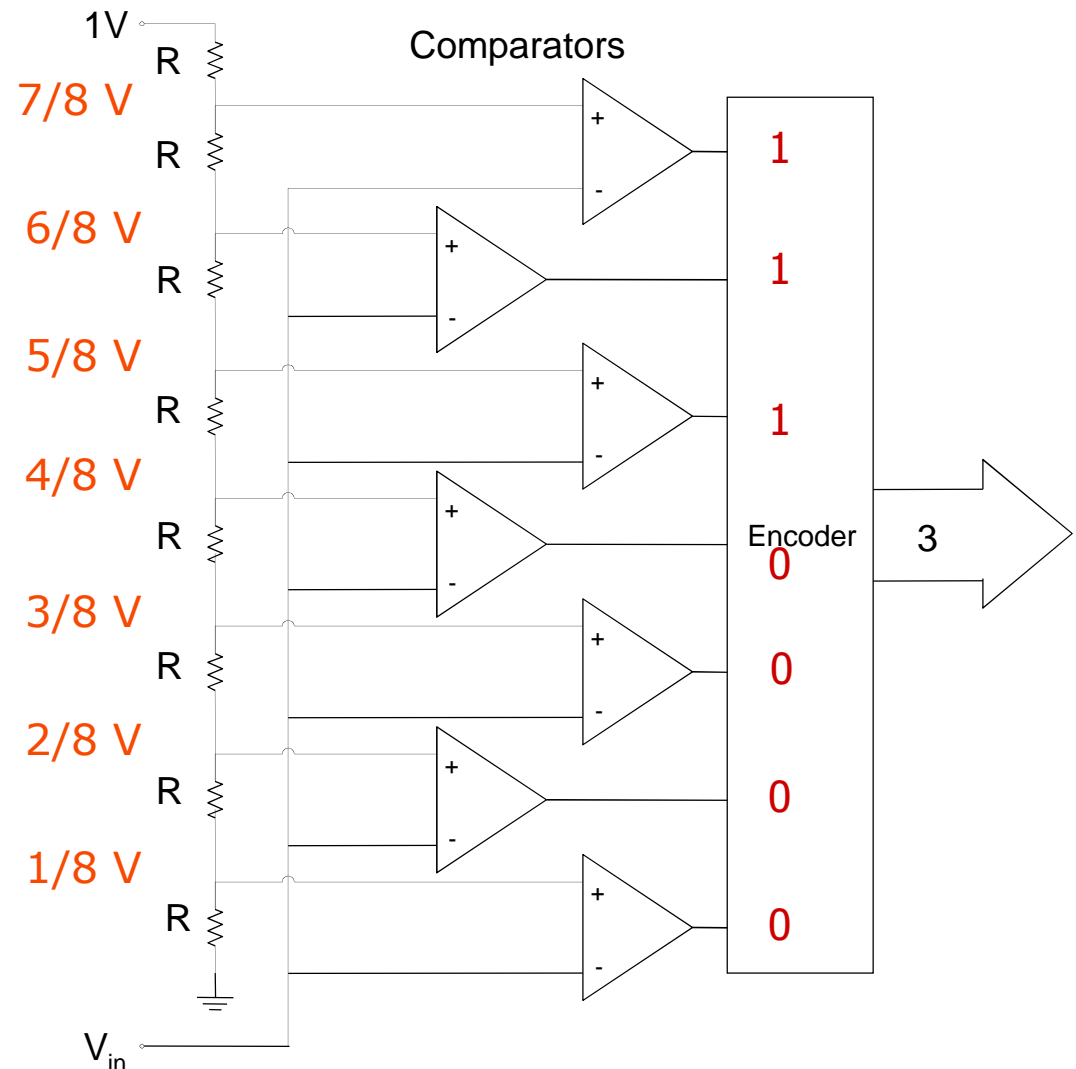 1V
Comparators
R
7/8 V
+
1
R
-
6/8 V
+
1
R
-
5/8 V
+
1
R
-
4/8 V
+
R
Encoder
3
0
-
3/8 V
+
0
R
-
2/8 V
+
0
R
-
1/8 V
+
0
R
-
Vin